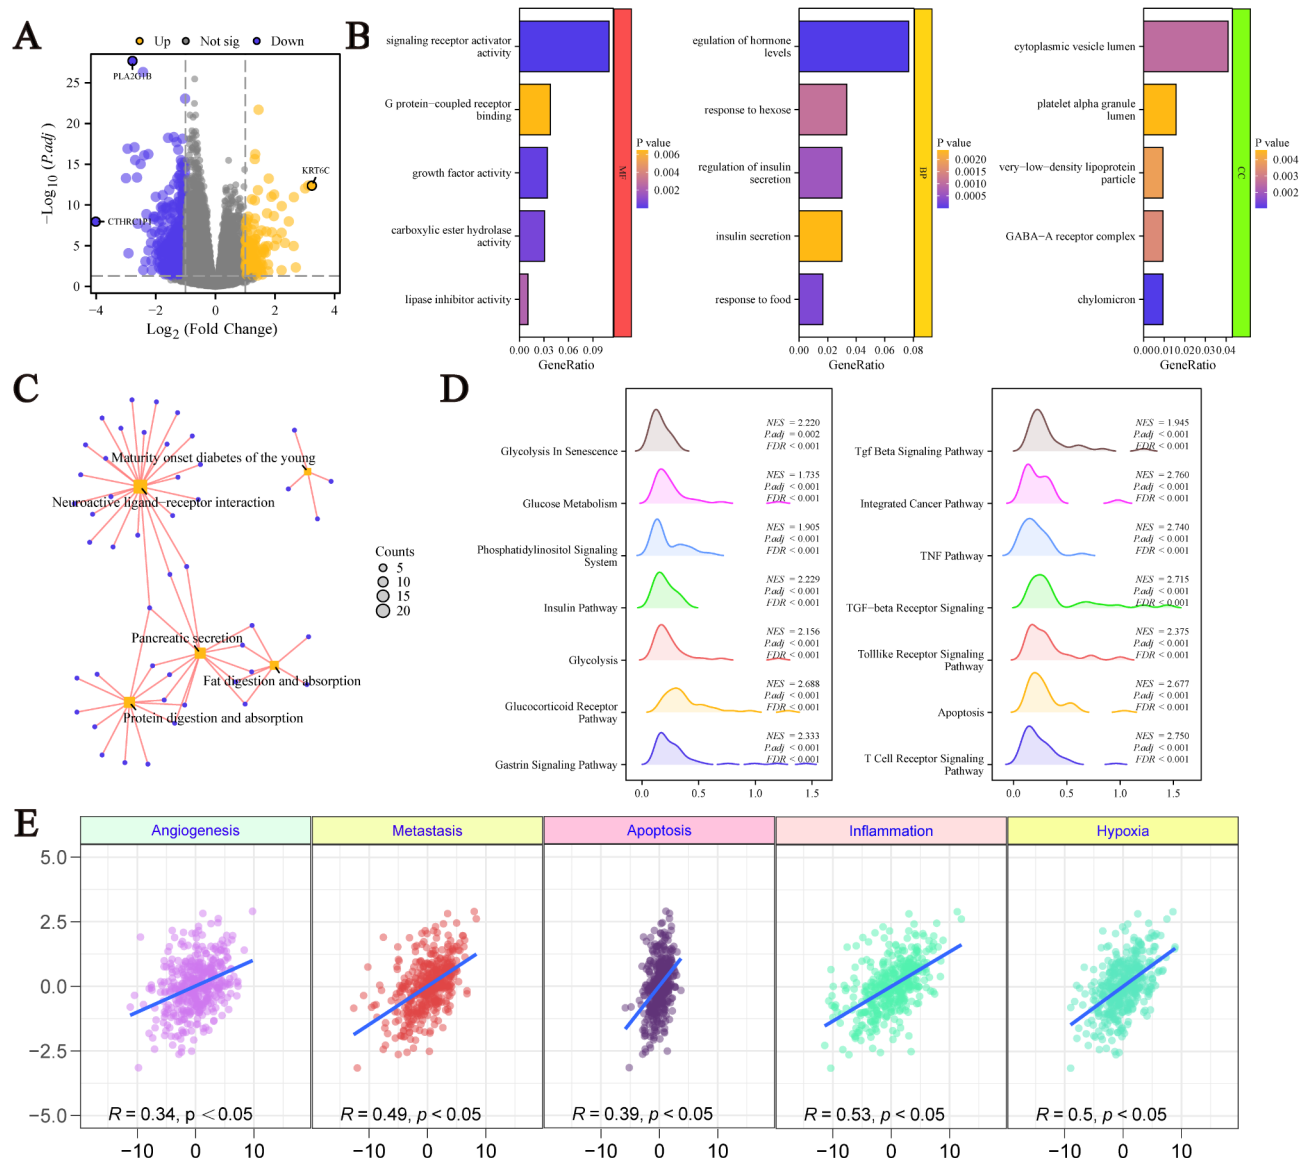 A
Up
Not sig
Down
PLA2G1B
KRT6C
CTHRC1P1
25
20
15
10
5
0
−4
−2
0
2
4
−Log10 (P.adj)
Log2 (Fold Change)
B
signaling receptor activator
activity
G protein−coupled receptor
binding
growth factor activity
carboxylic ester hydrolase
activity
lipase inhibitor activity
0.00 0.03 0.06 0.09
GeneRatio
MF
P value
0.006
0.004
0.002
egulation of hormone
levels
response to hexose
regulation of insulin
secretion
insulin secretion
response to food
0.00 0.02 0.04 0.06 0.08
GeneRatio
BP
P value
0.0020
0.0015
0.0010
0.0005
cytoplasmic vesicle lumen
platelet alpha granule
lumen
very−low−density lipoprotein
particle
GABA−A receptor complex
chylomicron
0.00 0.01 0.02 0.03 0.04
GeneRatio
CC
P value
0.004
0.003
0.002
C
Maturity onset diabetes of the young
Neuroactive ligand−receptor interaction
Pancreatic secretion
Fat digestion and absorption
Protein digestion and absorption
Counts
5
10
15
20
D
Glycolysis In Senescence
NES = 2.220
P.adj = 0.002
FDR < 0.001
Glucose Metabolism
NES = 1.735
P.adj < 0.001
FDR < 0.001
Phosphatidylinositol Signaling
System
NES = 1.905
P.adj < 0.001
FDR < 0.001
Insulin Pathway
NES = 2.229
P.adj < 0.001
FDR < 0.001
Glycolysis
NES = 2.156
P.adj < 0.001
FDR < 0.001
Glucocorticoid Receptor
Pathway
NES = 2.688
P.adj < 0.001
FDR < 0.001
Gastrin Signaling Pathway
NES = 2.333
P.adj < 0.001
FDR < 0.001
0.0 0.5 1.0 1.5
Tgf Beta Signaling Pathway
NES = 1.945
P.adj < 0.001
FDR < 0.001
Integrated Cancer Pathway
NES = 2.760
P.adj < 0.001
FDR < 0.001
TNF Pathway
NES = 2.740
P.adj < 0.001
FDR < 0.001
TGF−beta Receptor Signaling
NES = 2.715
P.adj < 0.001
FDR < 0.001
Tolllike Receptor Signaling
Pathway
NES = 2.375
P.adj < 0.001
FDR < 0.001
Apoptosis
NES = 2.677
P.adj < 0.001
FDR < 0.001
T Cell Receptor Signaling
Pathway
NES = 2.750
P.adj < 0.001
FDR < 0.001
0.0 0.5 1.0 1.5
E
Angiogenesis
Metastasis
Apoptosis
Inflammation
Hypoxia
5.0
2.5
0.0
−2.5
−5.0
R = 0.34, p < 0.05
R = 0.49, p < 0.05
R = 0.39, p < 0.05
R = 0.53, p < 0.05
R = 0.5, p < 0.05
−10 0 10
−10 0 10
−10 0 10
−10 0 10
−10 0 10